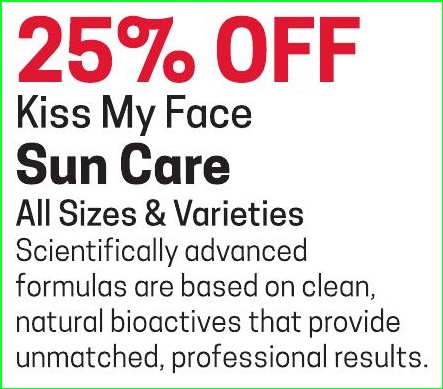 25% OFF
Kiss My Face
Sun Care
All Sizes & Varieties
Scientifically advanced
formulas are based on clean,
natural bioactives that provide
unmatched, professional results.